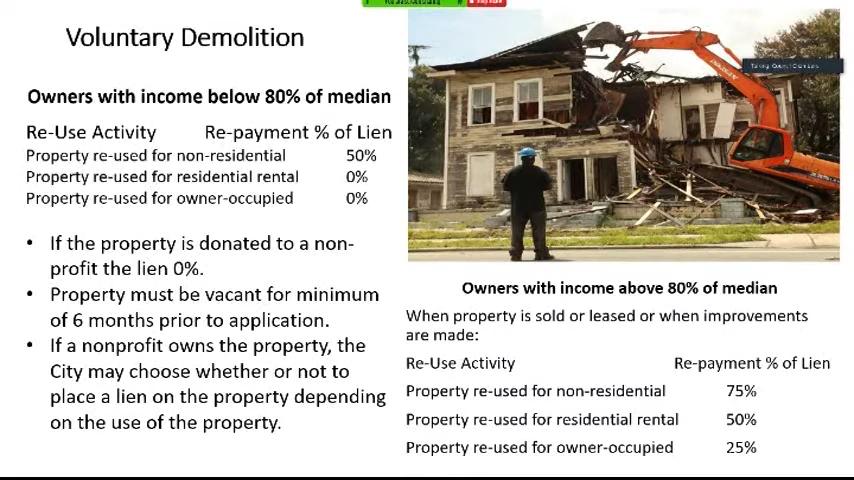 Voluntary Demolition
Owners with income below 80% of median
Re-Use Activity Re-payment % of Lien
Property re-used for non-residential 50%
Property re-used for residential rental 0%
Property re-used for owner-occupied 0%
• If the property is donated to a non-
profit the lien 0%.
• Property must be vacant for minimum
of 6 months prior to application.
• If a nonprofit owns the property, the
City may choose whether or not to
place a lien on the property depending
on the use of the property.
Talking: Council Chambers
Owners with income above 80% of median
When property is sold or leased or when improvements
are made:
Re-Use Activity Re-payment % of Lien
Property re-used for non-residential 75%
Property re-used for residential rental 50%
Property re-used for owner-occupied 25%